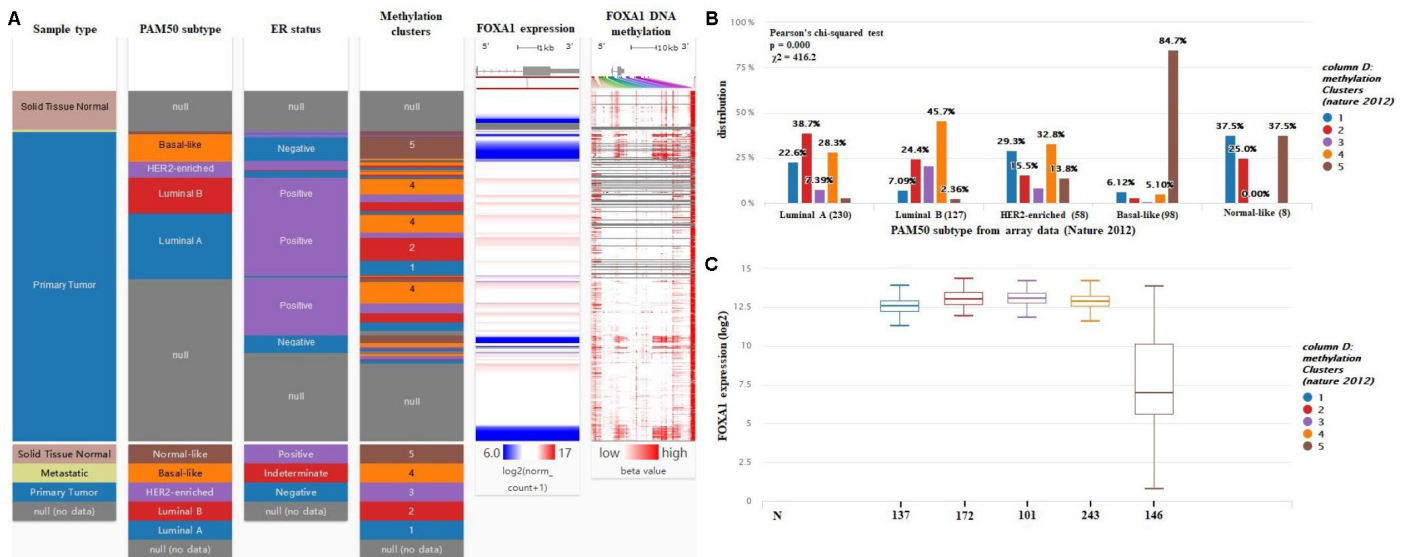 A
Sample type
PAM50 subtype
ER status
Methylation
clusters
FOXA1 expression
FOXA1 DNA
methylation
5' 1kb 3'
5' 10kb 3'
Solid Tissue Normal
null
null
null
Basal-like
Negative
5
HER2-enriched
Luminal B
Positive
4
Luminal A
Positive
4
2
1
Primary Tumor
Positive
4
null
Negative
null
null
Solid Tissue Normal
Metastatic
Primary Tumor
null (no data)
Normal-like
Basal-like
HER2-enriched
Luminal B
Luminal A
null (no data)
Positive
Indeterminate
Negative
null (no data)
5
4
3
2
1
null (no data)
6.0 17
log2(norm_
count+1)
low high
beta value
B
100%
75%
50%
25%
0%
distribution
Pearson's chi-squared test
p = 0.000
χ2 = 416.2
22.6% 38.7% 7.39% 28.3%
7.09% 24.4% 45.7% 2.36%
29.3% 15.5% 32.8% 13.8%
6.12% 5.10% 84.7%
37.5% 25.0% 0.00% 37.5%
Luminal A (230) Luminal B (127) HER2-enriched (58) Basal-like (98) Normal-like (8)
PAM50 subtype from array data (Nature 2012)
column D:
methylation
Clusters
(nature 2012)
1
2
3
4
5
C
15
12.5
10
7.5
5
2.5
0
FOXA1 expression (log2)
N 137 172 101 243 146
column D:
methylation
Clusters
(nature 2012)
1
2
3
4
5